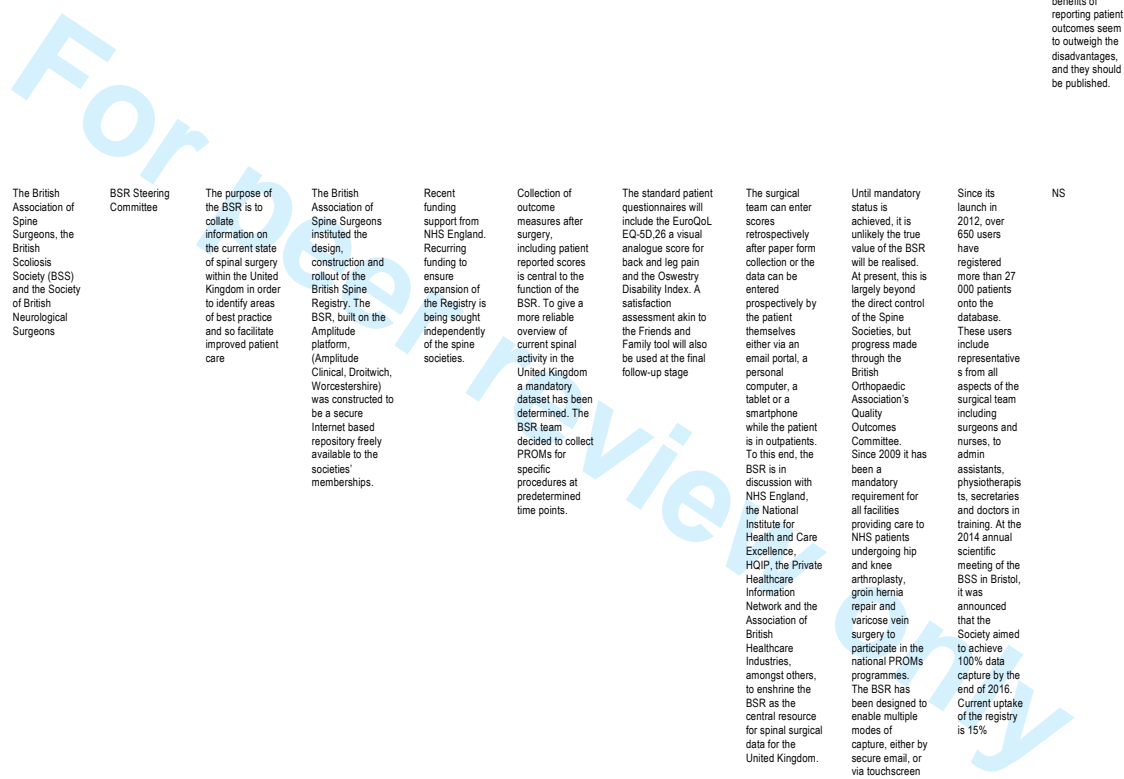 benefits of
reporting patient
outcomes seem
to outweigh the
disadvantages,
and they should
be published.
The British
Association of
Spine
Surgeons, the
British
Scoliosis
Society (BSS)
and the Society
of British
Neurological
Surgeons
BSR Steering
Committee
The purpose of
the BSR is to
collate
information on
the current state
of spinal surgery
within the United
Kingdom in order
to identify areas
of best practice
and so facilitate
improved patient
care
The British
Association of
Spine Surgeons
instituted the
design,
construction and
rollout of the
British Spine
Registry. The
BSR, built on the
Amplitude
platform,
(Amplitude
Clinical, Droitwich,
Worcestershire)
was constructed to
be a secure
Internet based
repository freely
available to the
societies'
memberships.
Recent
funding
support from
NHS England.
Recurring
funding to
ensure
expansion of
the Registry is
being sought
independently
of the spine
societies.
Collection of
outcome
measures after
surgery,
including patient
reported scores
is central to the
function of the
BSR. To give a
more reliable
overview of
current spinal
activity in the
United Kingdom
a mandatory
dataset has been
determined. The
BSR team
decided to collect
PROMs for
specific
procedures at
predetermined
time points.
The standard patient
questionnaires will
include the EuroQoL
EQ-5D,26 a visual
analogue score for
back and leg pain
and the Oswestry
Disability Index. A
satisfaction
assessment akin to
the Friends and
Family tool will also
be used at the final
follow-up stage
The surgical
team can enter
scores
retrospectively
after paper form
collection or the
data can be
entered
prospectively by
the patient
themselves
either via an
email portal, a
personal
computer, a
tablet or a
smartphone
while the patient
is in outpatients.
To this end, the
BSR is in
discussion with
NHS England,
the National
Institute for
Health and Care
Excellence,
HQIP, the Private
Healthcare
Information
Network and the
Association of
British
Healthcare
Industries,
amongst others,
to enshrine the
BSR as the
central resource
for spinal surgical
data for the
United Kingdom.
Until mandatory
status is
achieved, it is
unlikely the true
value of the BSR
will be realised.
At present, this is
largely beyond
the direct control
of the Spine
Societies, but
progress made
through the
British
Orthopaedic
Association's
Quality
Outcomes
Committee.
Since 2009 it has
been a
mandatory
requirement for
all facilities
providing care to
NHS patients
undergoing hip
and knee
arthroplasty,
groin hernia
repair and
varicose vein
surgery to
participate in the
national PROMs
programmes.
The BSR has
been designed to
enable multiple
modes of
capture, either by
secure email, or
via touchscreen
Since its
launch in
2012, over
650 users
have
registered
more than 27
000 patients
onto the
database.
These users
include
representative
s from all
aspects of the
surgical team
including
surgeons and
nurses, to
admin
assistants,
physiotherapis
ts, secretaries
and doctors in
training. At the
2014 annual
scientific
meeting of the
BSS in Bristol,
it was
announced
that the
Society aimed
to achieve
100% data
capture by the
end of 2016.
Current uptake
of the registry
is 15%
NS
For peer review only